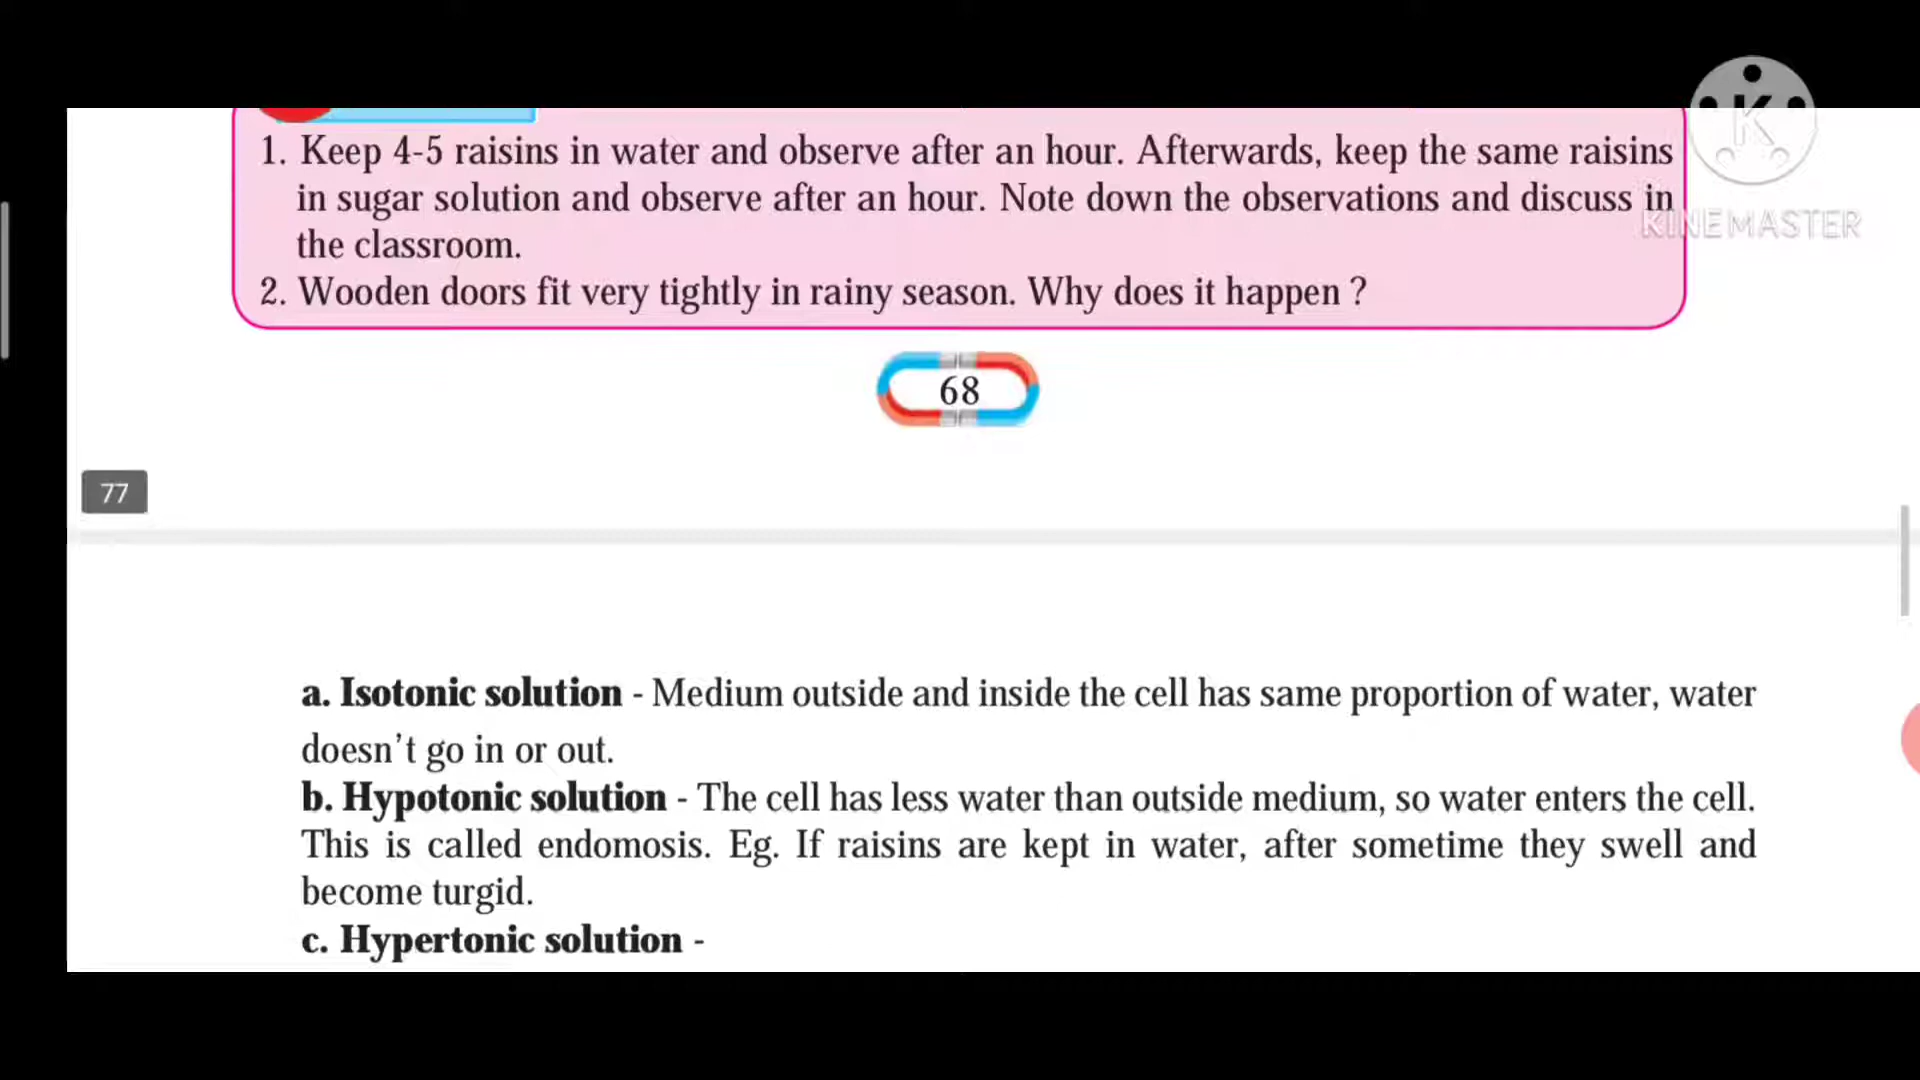 KINEMASTER
1. Keep 4-5 raisins in water and observe after an hour. Afterwards, keep the same raisins
in sugar solution and observe after an hour. Note down the observations and discuss in
the classroom.
2. Wooden doors fit very tightly in rainy season. Why does it happen ?
68
77
a. Isotonic solution - Medium outside and inside the cell has same proportion of water, water
doesn't go in or out.
b. Hypotonic solution - The cell has less water than outside medium, so water enters the cell.
This is called endomosis. Eg. If raisins are kept in water, after sometime they swell and
become turgid.
c. Hypertonic solution -